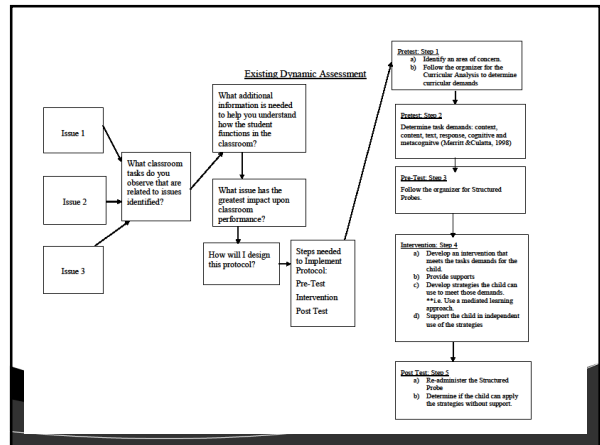 Existing Dynamic Assessment
Issue 1
Issue 2
Issue 3
What classroom
tasks do you
observe that are
related to issues
identified?
What additional
information is needed
to help you understand
how the student
functions in the
classroom?
What issue has the
greatest impact upon
classroom
performance?
How will I design
this protocol?
Steps needed
to Implement
Protocol:
Pre-Test
Intervention
Post Test
Pretest: Step 1
a) Identify an area of concern.
b) Follow the organizer for the
Curricular Analysis to determine
curricular demands
Pretest: Step 2
Determine task demands: context,
content, text, response, cognitive and
metacognitve (Merritt &Culatta, 1998)
Pre-Test: Step 3
Follow the organizer for Structured
Probes.
Intervention: Step 4
a) Develop an intervention that
meets the tasks demands for the
child.
b) Provide supports
c) Develop strategies the child can
use to meet those demands.
**i.e. Use a mediated learning
approach.
d) Support the child in independent
use of the strategies
Post Test: Step 5
a) Re-administer the Structured
Probe
b) Determine if the child can apply
the strategies without support.